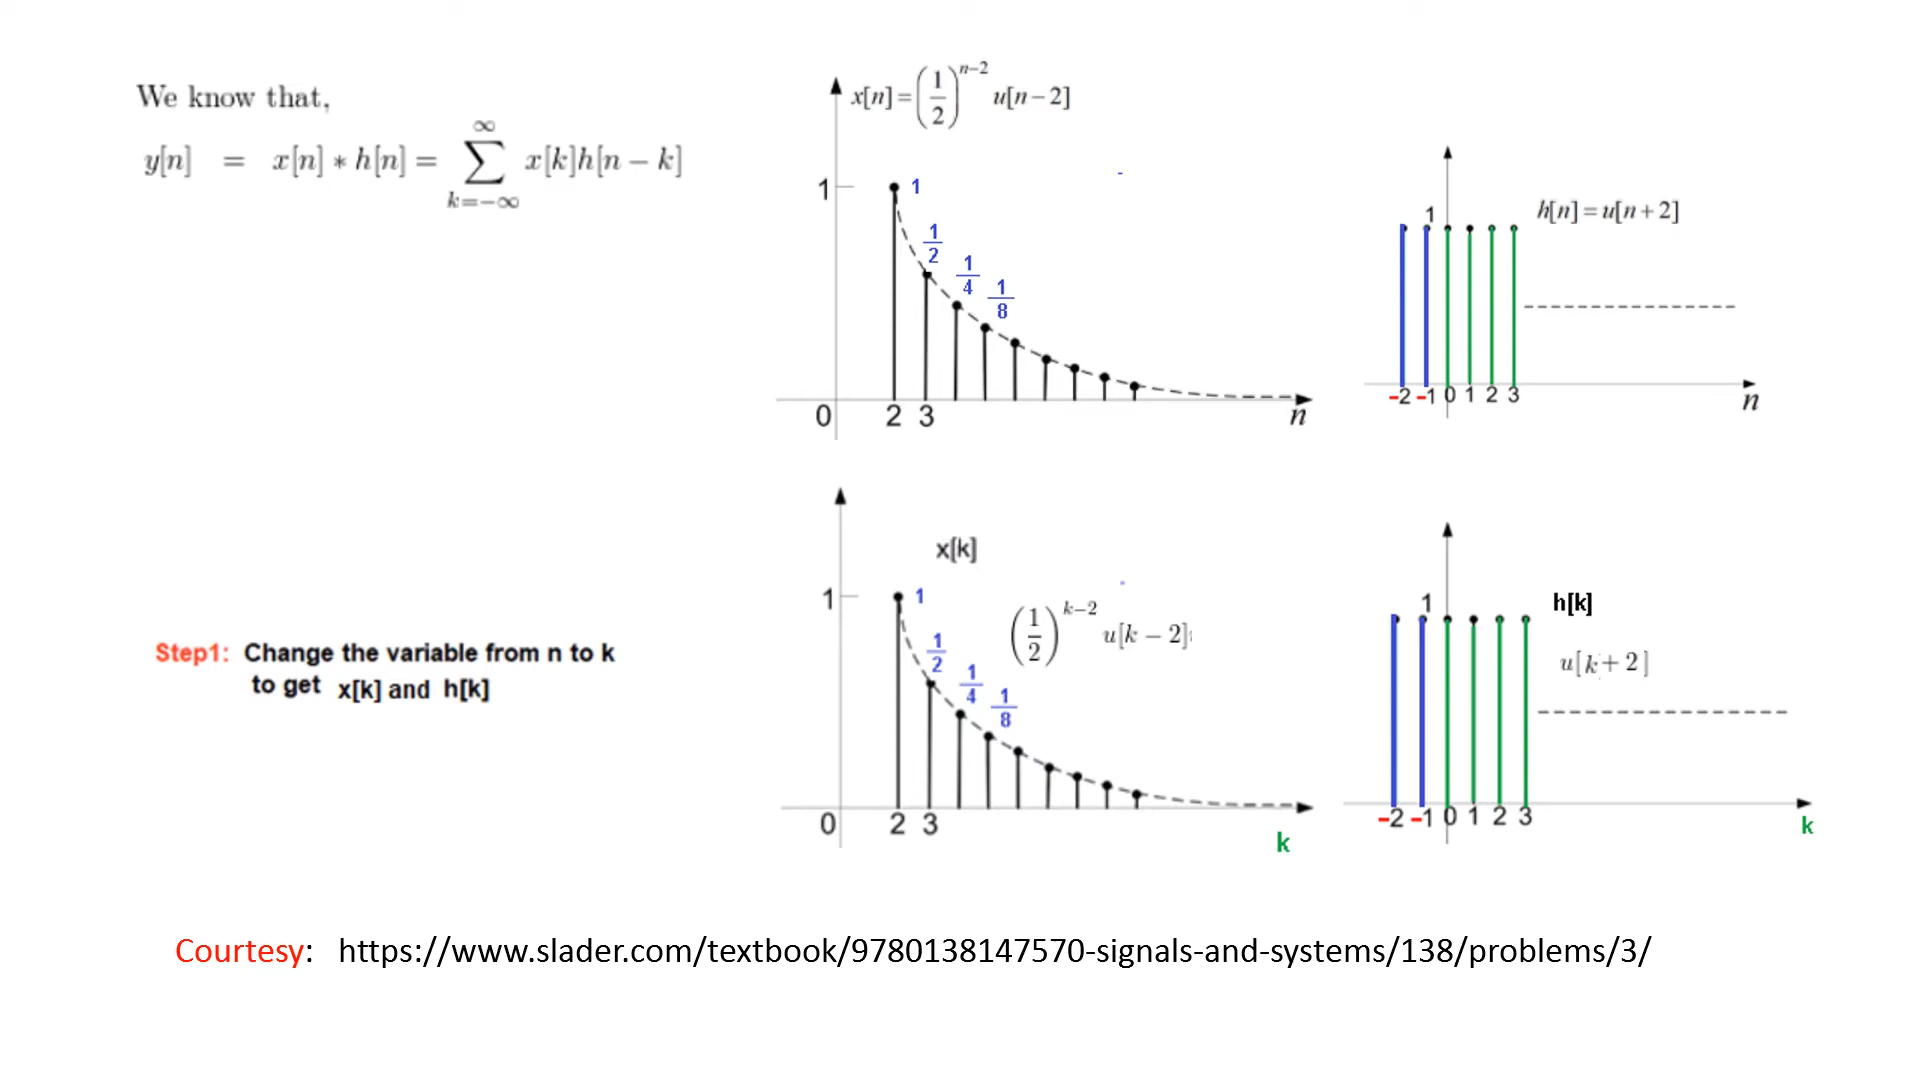 We know that,
y[n] = x[n] * h[n] = ∑_{k=-∞}^{∞} x[k]h[n − k]
x[n] = (1/2)^{n−2} u[n−2]
1
1
1/2
1/4
1/8
0 2 3 n
h[n] = u[n+2]
1
-2 -1 0 1 2 3 n
Step1: Change the variable from n to k
to get x[k] and h[k]
x[k]
(1/2)^{k−2} u[k − 2]
1
1
1/2
1/4
1/8
0 2 3 k
h[k]
u[k+2]
1
-2 -1 0 1 2 3 k
Courtesy: https://www.slader.com/textbook/9780138147570-signals-and-systems/138/problems/3/